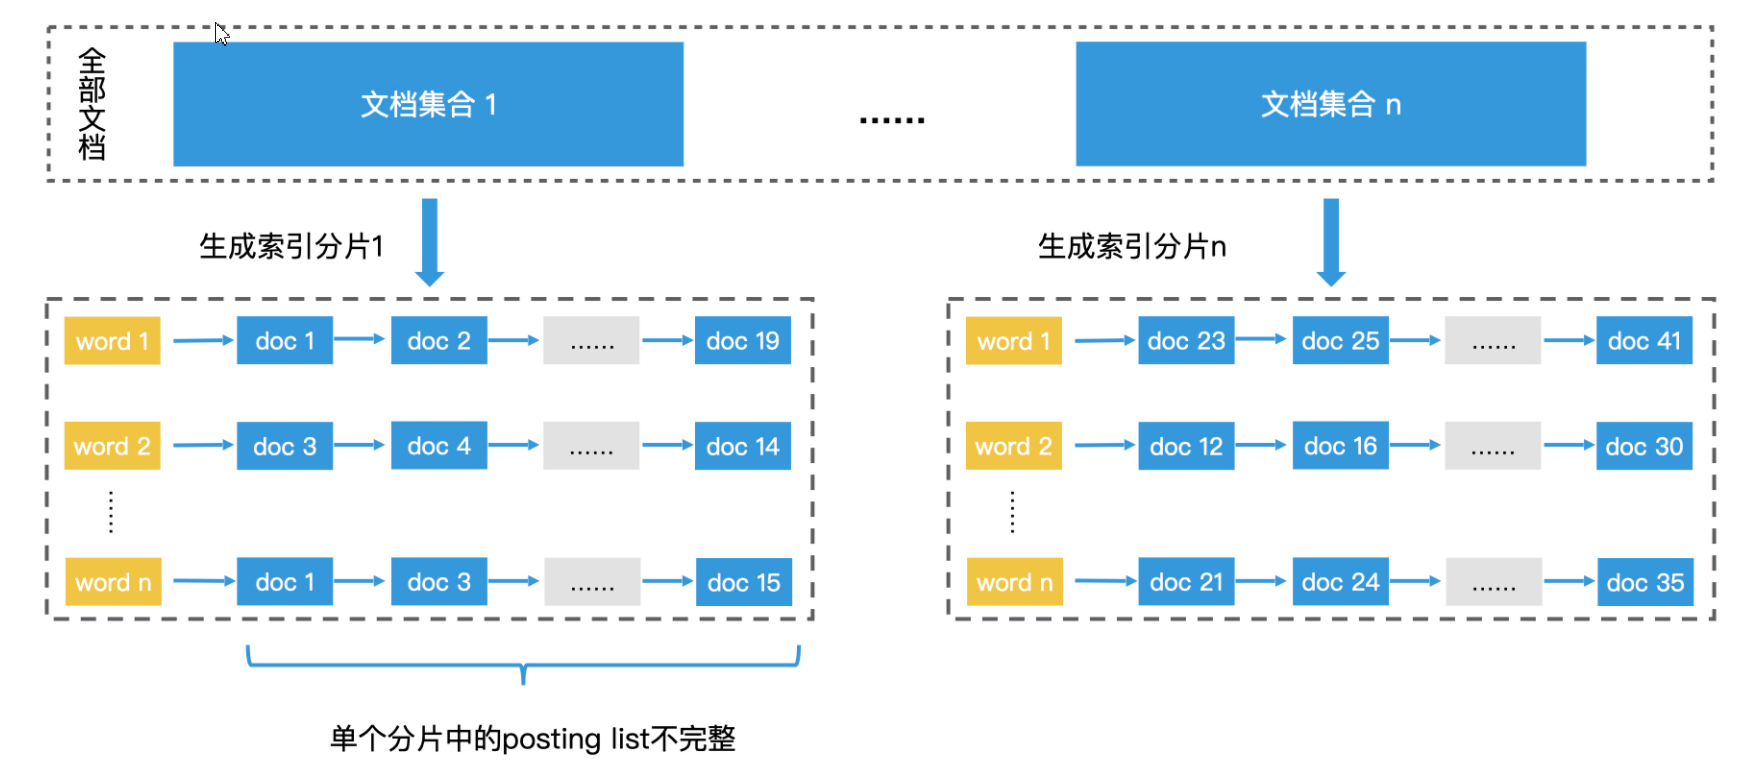 全部文档
文档集合 1
......
文档集合 n
生成索引分片1
生成索引分片n
word 1 doc 1 doc 2 ...... doc 19
word 2 doc 3 doc 4 ...... doc 14
......
word n doc 1 doc 3 ...... doc 15
word 1 doc 23 doc 25 ...... doc 41
word 2 doc 12 doc 16 ...... doc 30
......
word n doc 21 doc 24 ...... doc 35
单个分片中的posting list不完整